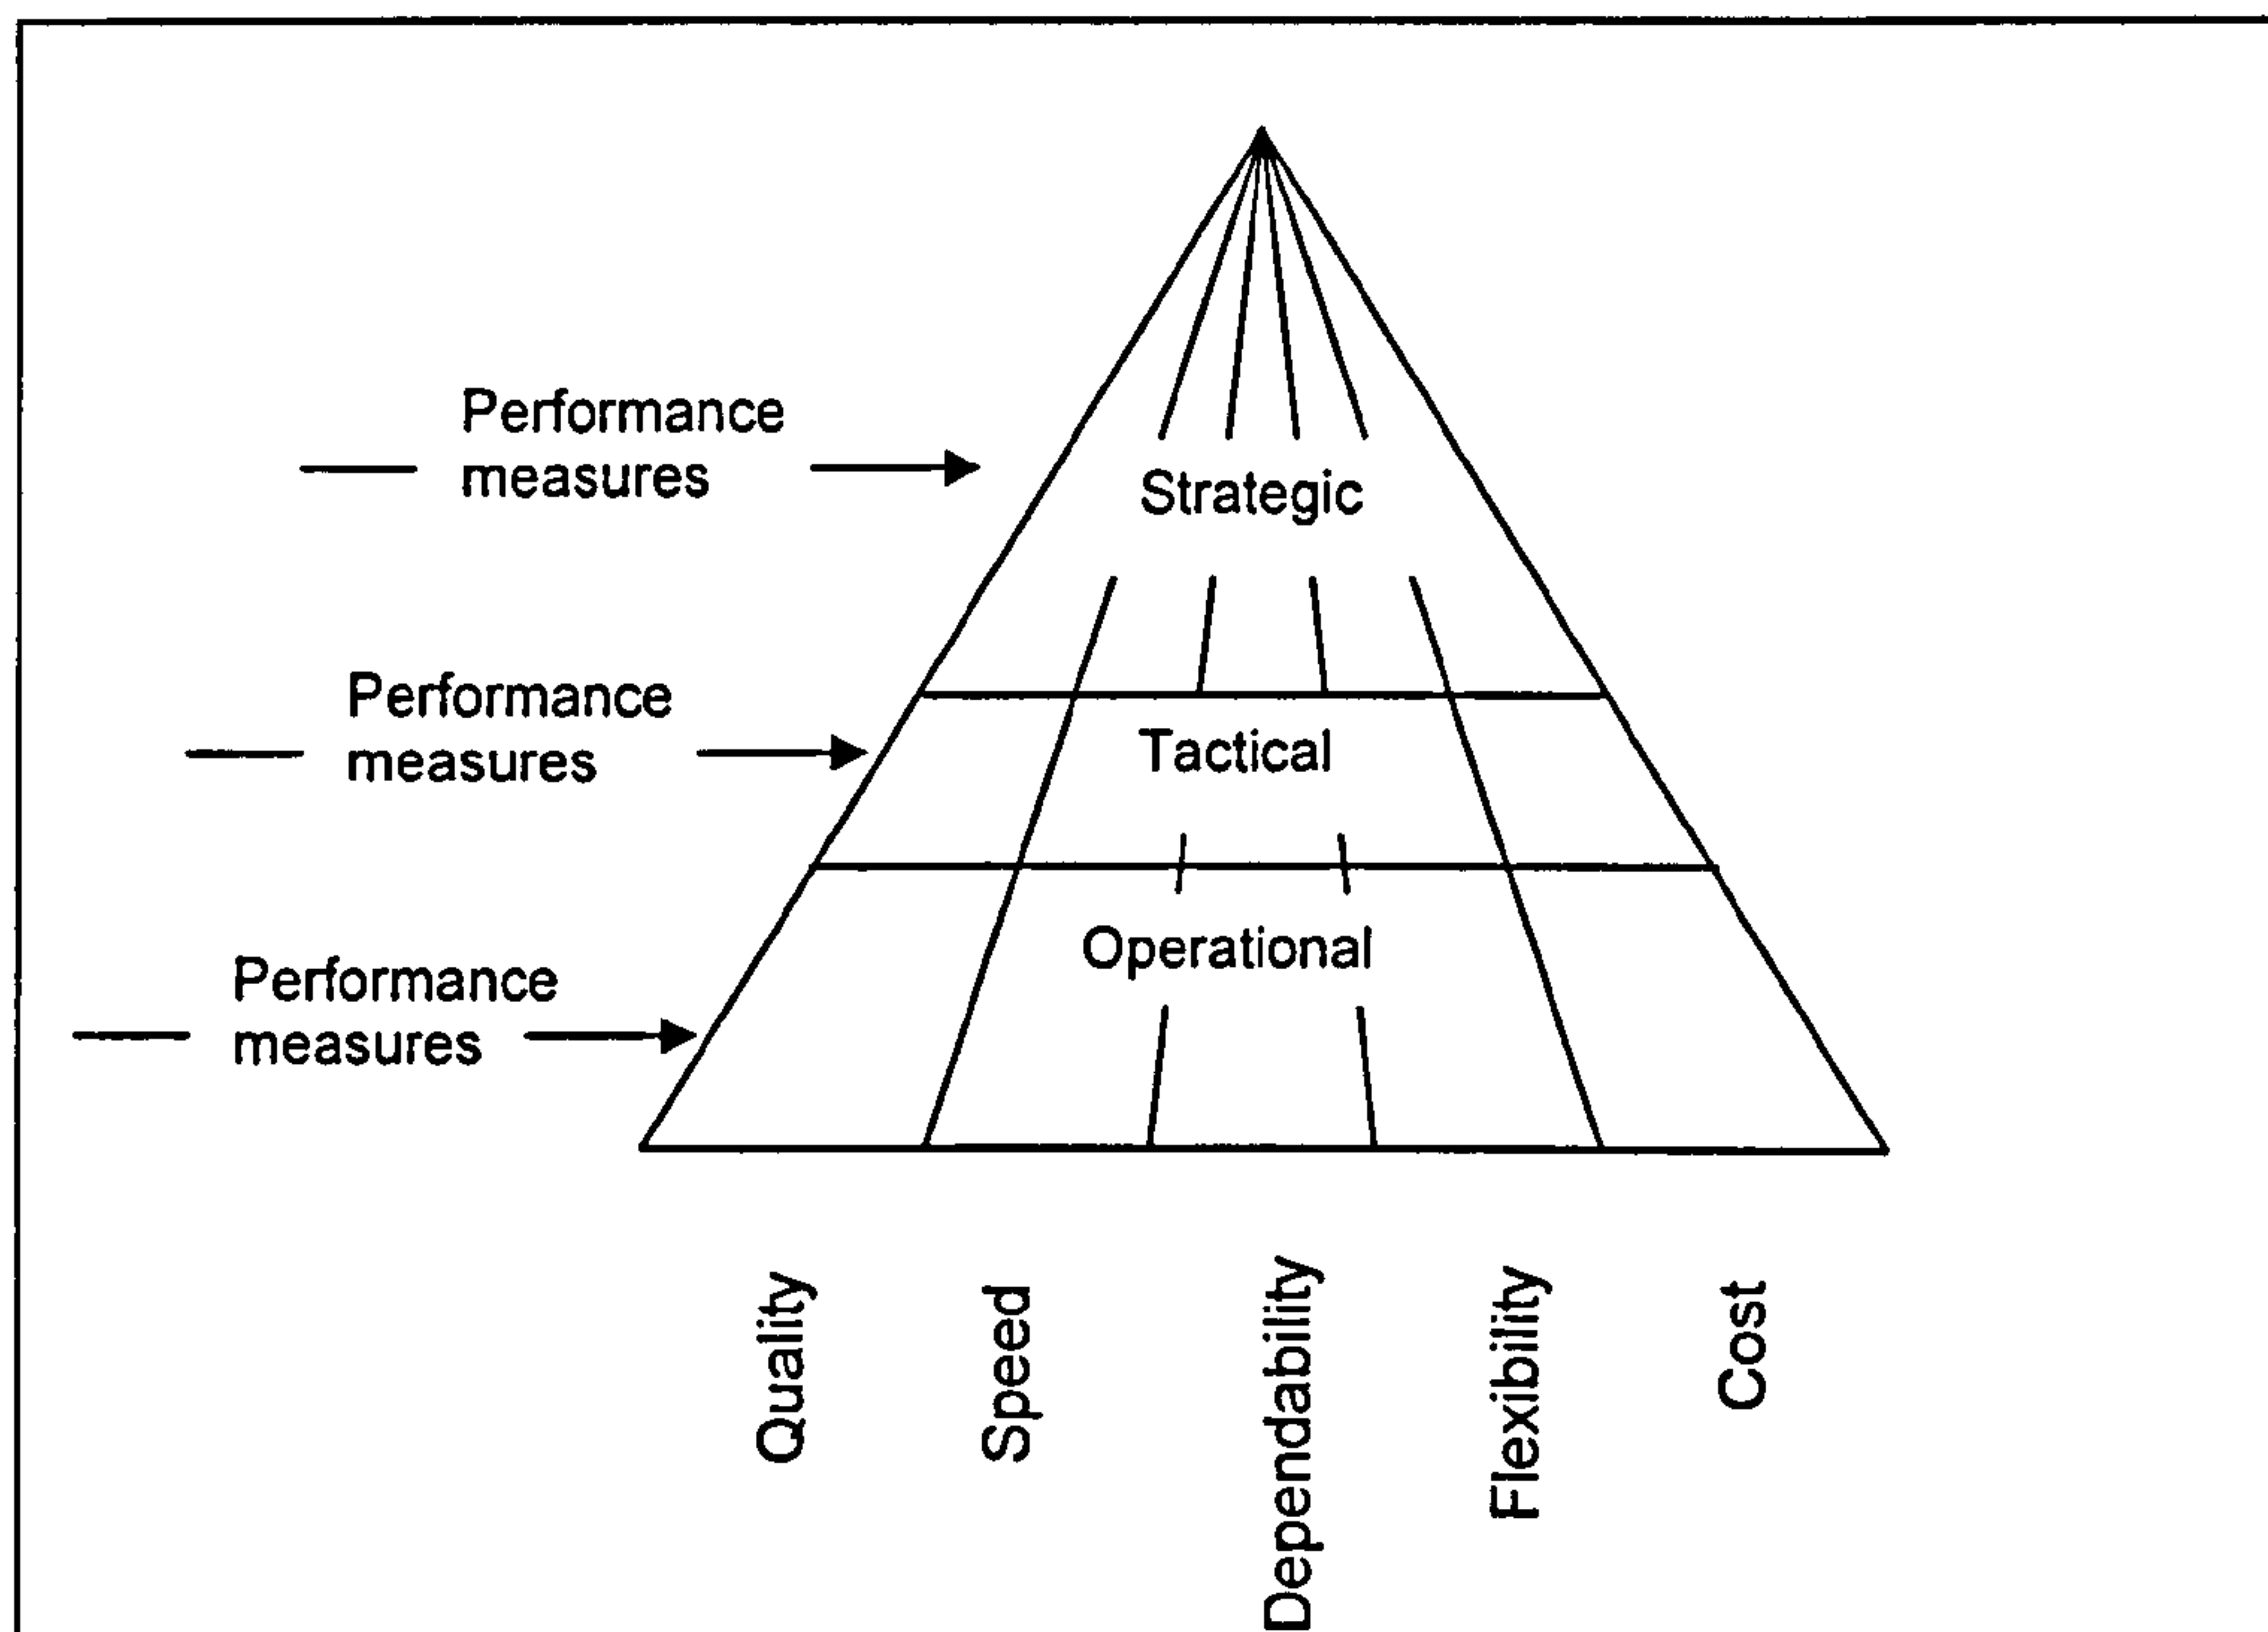 Performance
measures
Strategic
Performance
measures
Tactical
Performance
measures
Operational
Quality
Speed
Dependability
Flexibility
Cost